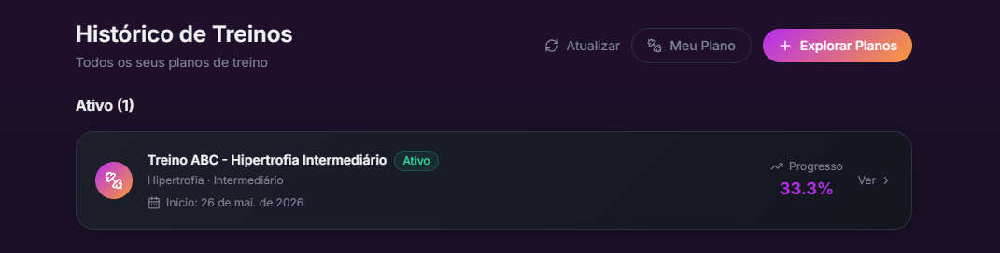 Histórico de Treinos
Todos os seus planos de treino
Atualizar
Meu Plano
Explorar Planos
Ativo (1)
Treino ABC - Hipertrofia Intermediário
Ativo
Hipertrofia · Intermediário
Início: 26 de mai. de 2026
Progresso
33.3%
Ver